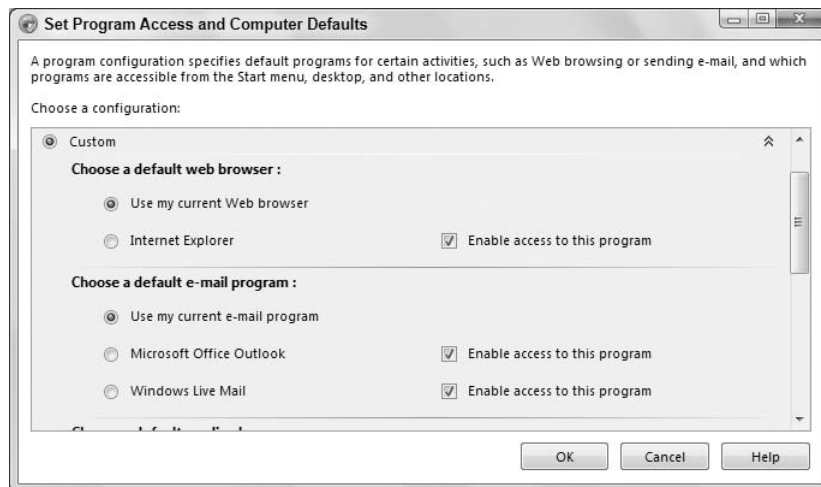 Set Program Access and Computer Defaults
A program configuration specifies default programs for certain activities, such as Web browsing or sending e-mail, and which
programs are accessible from the Start menu, desktop, and other locations.
Choose a configuration:
Custom
Choose a default web browser :
Use my current Web browser
Internet Explorer Enable access to this program
Choose a default e-mail program :
Use my current e-mail program
Microsoft Office Outlook Enable access to this program
Windows Live Mail Enable access to this program
OK Cancel Help